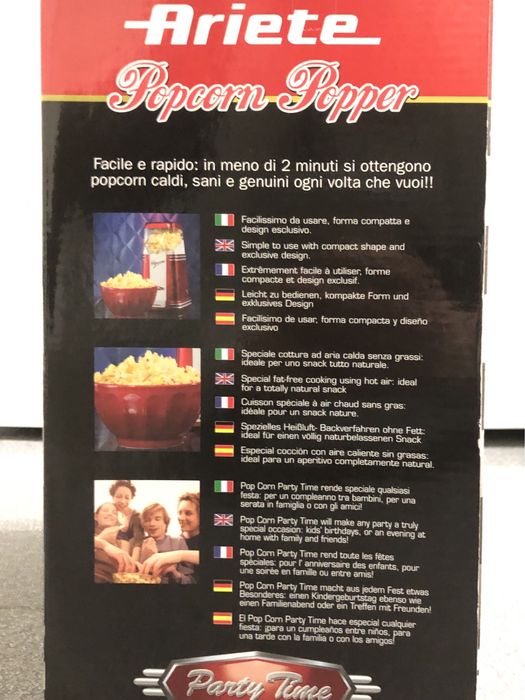 Ariete
Popcorn Popper
Facile e rapido: in meno di 2 minuti si ottengono
popcorn caldi, sani e genuini ogni volta che vuoi!!
Facilissimo da usare, forma compatta e
design esclusivo.
Simple to use with compact shape and
exclusive design.
Extrêmement facile à utiliser, forme
compacte et design exclusif.
Leicht zu bedienen, kompakte Form und
exklusives Design
Facilísimo de usar, forma compacta y diseño
exclusivo
Speciale cottura ad aria calda senza grassi:
ideale per uno snack tutto naturale.
Special fat-free cooking using hot air: ideal
for a totally natural snack
Cuisson spéciale à air chaud sans gras:
idéale pour un snack nature.
Spezielles Heißluft- Backverfahren ohne Fett:
ideal für einen völlig naturbelassenen Snack
Especial cocción con aire caliente sin grasas:
ideal para un aperitivo completamente natural.
Pop Corn Party Time rende speciale qualsiasi
festa: per un compleanno tra bambini, per una
serata in famiglia o con gli amici!
Pop Corn Party Time will make any party a truly
special occasion: kids' birthdays, or an evening at
home with family and friends!
Pop Corn Party Time rend toute les fêtes
spéciales: pour l' anniversaire des enfants, pour
une soirée en famille ou entre amis!
Pop Corn Party Time macht aus jedem Fest etwas
Besonderes: einen Kindergeburtstag ebenso wie
einen Familienabend oder ein Treffen mit Freunden!
El Pop Corn Party Time hace especial cualquier
fiesta: ¡para un cumpleaños entre niños, para
una tarde con la familia o con los amigos!
Party Time